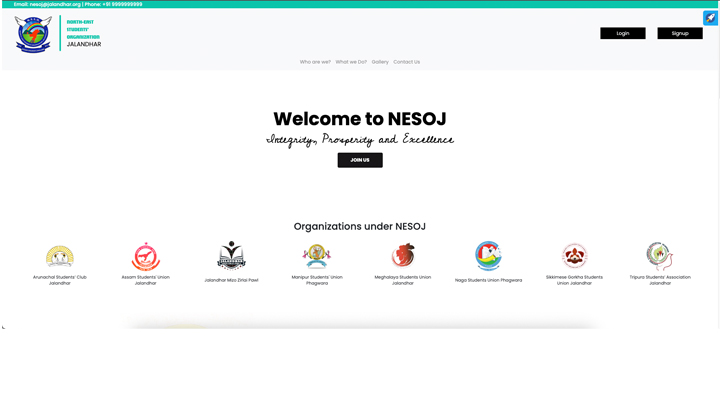 Email: nesoj@jalandhar.org | Phone: +91 9999999999
NORTH-EAST
STUDENTS'
ORGANIZATION
JALANDHAR
Login
Signup
Who are we? What we Do? Gallery Contact Us
Welcome to NESOJ
Integrity, Prosperity and Excellence
JOIN US
Organizations under NESOJ
Arunachal Students' Club
Jalandhar
Assam Students' Union
Jalandhar
Jalandhar Mizo Zirlai Pawl
Manipur Students' Union
Phagwara
Meghalaya Students Union
Jalandhar
Naga Students Union Phagwara
Sikkimese Gorkha Students
Union Jalandhar
Tripura Students' Association
Jalandhar